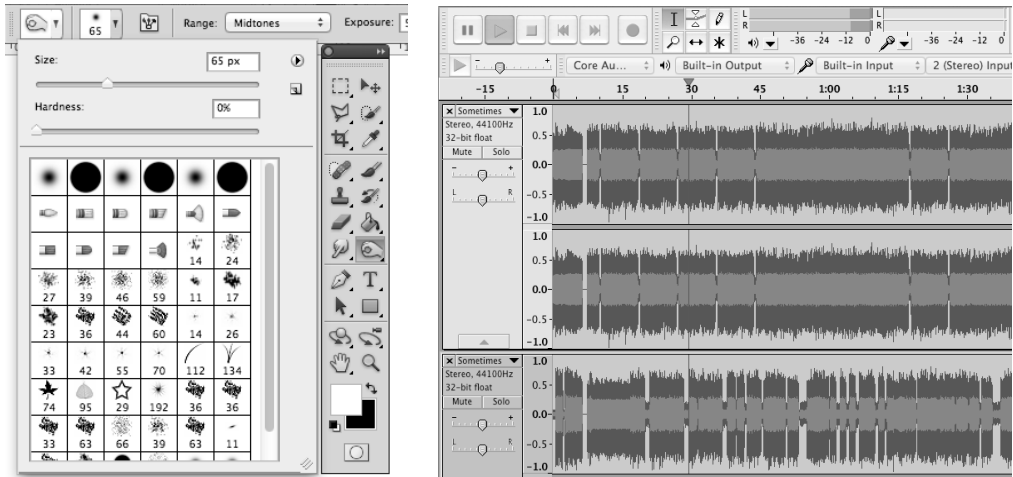 65
Range: Midtones
Exposure:
Size: 65 px
Hardness: 0%
14 24
27 39 46 59 11 17
23 36 44 60 14 26
33 42 55 70 112 134
74 95 29 192 36 36
33 63 66 39 63 11
T
L
R
-36 -24 -12 0
L
R
-36 -24 -12 0
Core Au...
Built-in Output
Built-in Input
2 (Stereo) Input
-15 0 15 30 45 1:00 1:15 1:30
Sometimes
Stereo, 44100Hz
32-bit float
Mute Solo
- +
L R
1.0
0.5-
0.0-
-0.5-
-1.0
1.0
0.5-
0.0-
-0.5-
-1.0
Sometimes
Stereo, 44100Hz
32-bit float
Mute Solo
- +
L R
1.0
0.5-
0.0-
-0.5-
-1.0